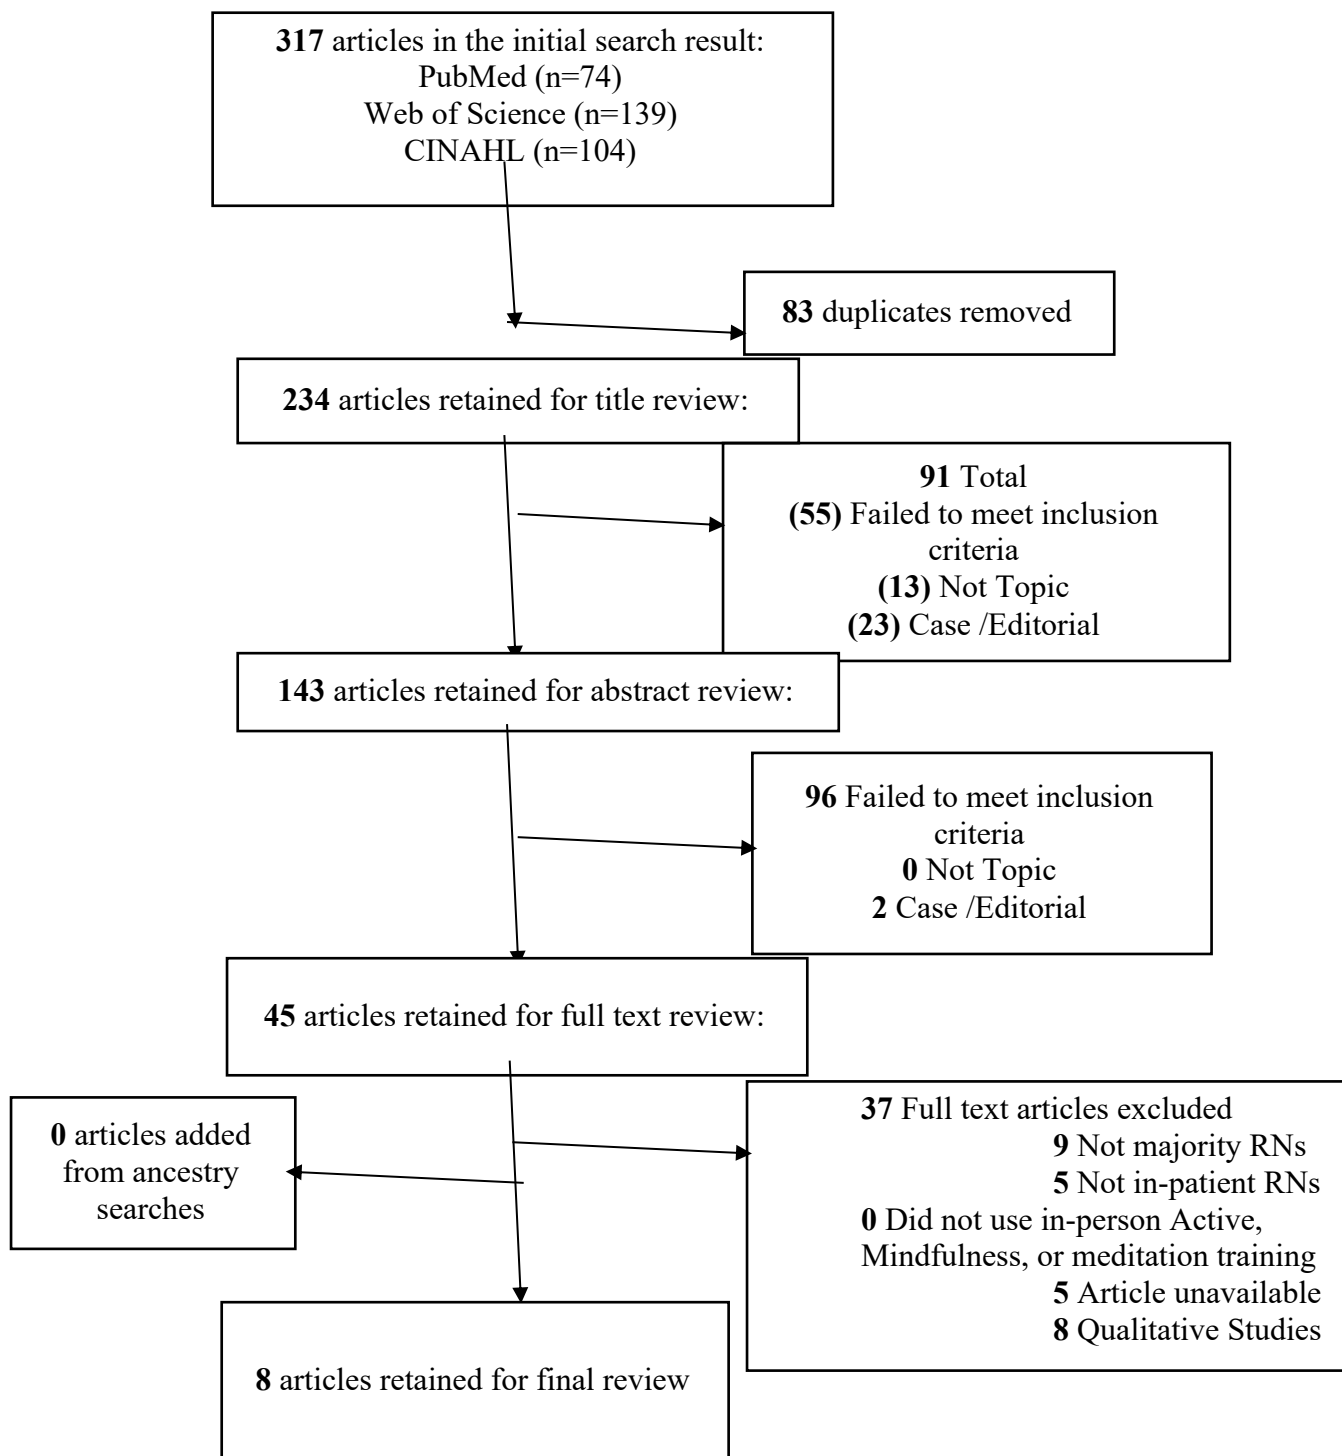 317 articles in the initial search result:
PubMed (n=74)
Web of Science (n=139)
CINAHL (n=104)
83 duplicates removed
234 articles retained for title review:
91 Total
(55) Failed to meet inclusion
criteria
(13) Not Topic
(23) Case /Editorial
143 articles retained for abstract review:
96 Failed to meet inclusion
criteria
0 Not Topic
2 Case /Editorial
45 articles retained for full text review:
37 Full text articles excluded
9 Not majority RNs
5 Not in-patient RNs
0 Did not use in-person Active,
Mindfulness, or meditation training
5 Article unavailable
8 Qualitative Studies
0 articles added
from ancestry
searches
8 articles retained for final review